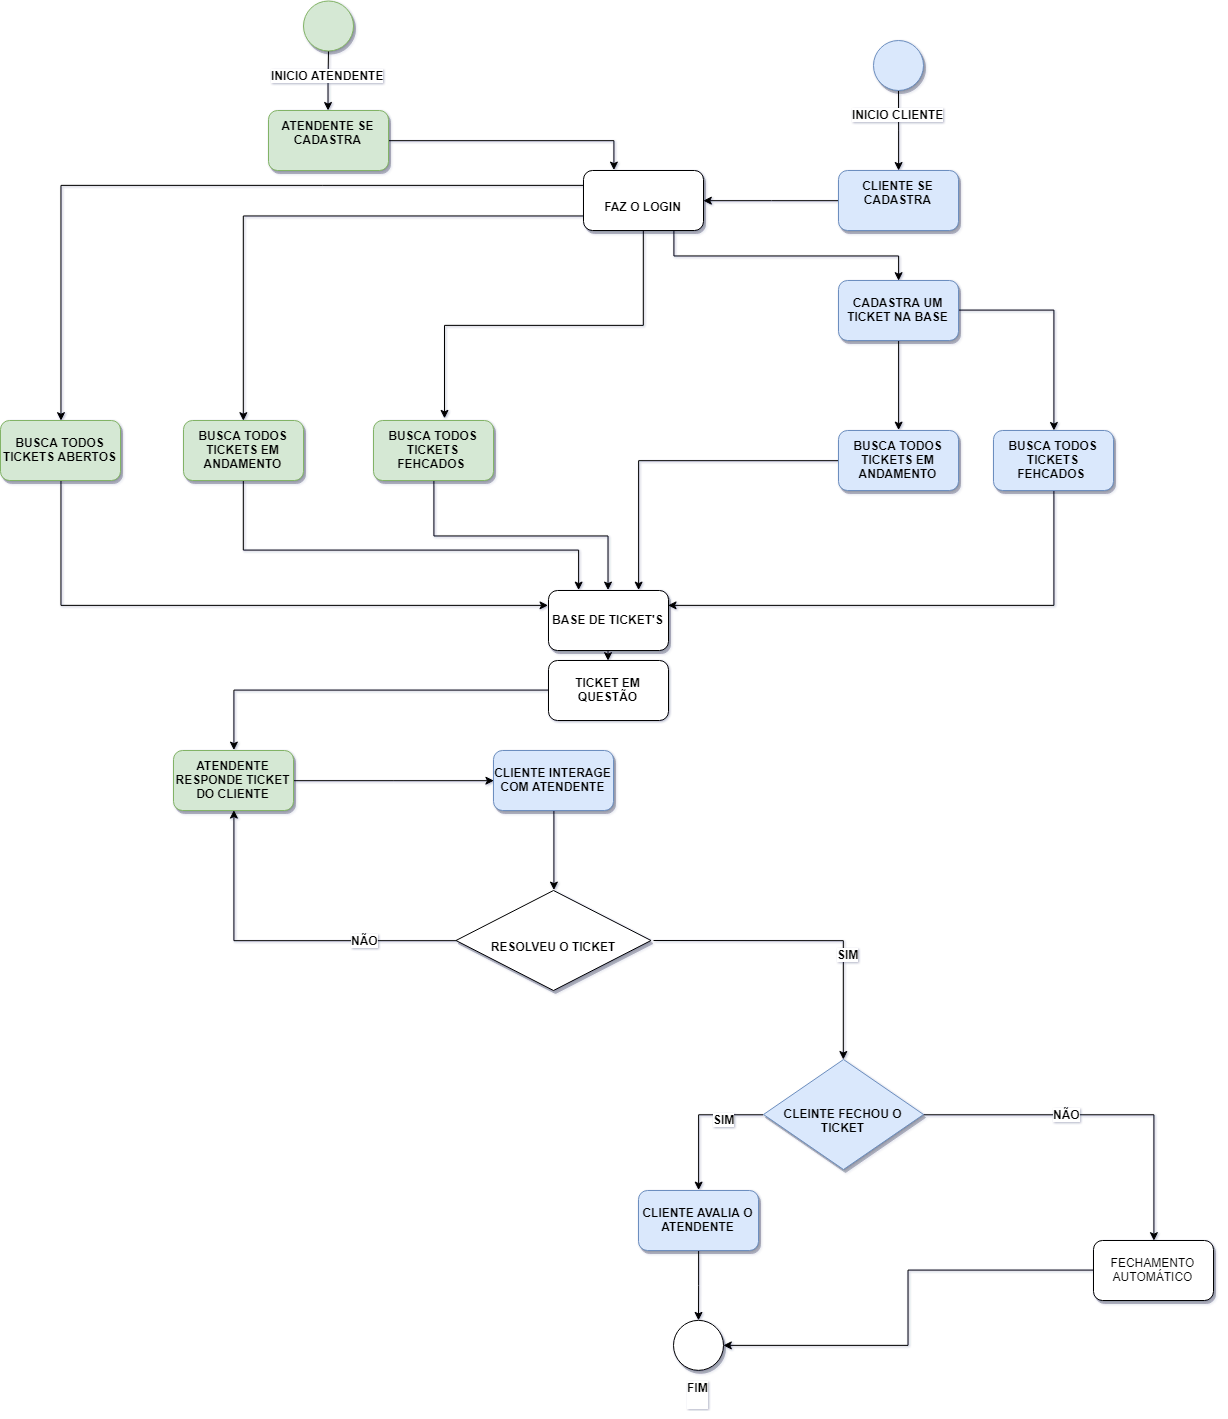 INICIO ATENDENTE
INICIO CLIENTE
ATENDENTE SE
CADASTRA
CLIENTE SE
CADASTRA
FAZ O LOGIN
CADASTRA UM
TICKET NA BASE
BUSCA TODOS
TICKETS ABERTOS
BUSCA TODOS
TICKETS EM
ANDAMENTO
BUSCA TODOS
TICKETS
FEHCADOS
BUSCA TODOS
TICKETS EM
ANDAMENTO
BUSCA TODOS
TICKETS
FEHCADOS
BASE DE TICKET'S
TICKET EM
QUESTÃO
ATENDENTE
RESPONDE TICKET
DO CLIENTE
CLIENTE INTERAGE
COM ATENDENTE
NÃO
RESOLVEU O TICKET
SIM
CLEINTE FECHOU O
TICKET
SIM
NÃO
CLIENTE AVALIA O
ATENDENTE
FECHAMENTO
AUTOMÁTICO
FIM